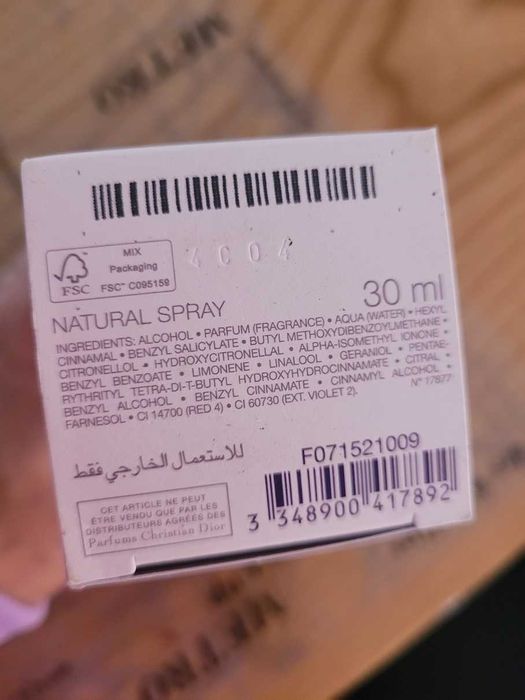 METRO
4C04
MIX
Packaging
FSC
FSC™ C095159
NATURAL SPRAY
30 ml
INGREDIENTS: ALCOHOL • PARFUM (FRAGRANCE) • AQUA (WATER) • HEXYL
CINNAMAL • BENZYL SALICYLATE • BUTYL METHOXYDIBENZOYLMETHANE •
CITRONELLOL • HYDROXYCITRONELLAL • ALPHA-ISOMETHYL IONONE •
BENZYL BENZOATE • LIMONENE • LINALOOL • GERANIOL • PENTAE-
RYTHRITYL TETRA-DI-T-BUTYL HYDROXYHYDROCINNAMATE • CITRAL •
BENZYL ALCOHOL • BENZYL CINNAMATE • CINNAMYL ALCOHOL •
FARNESOL • CI 14700 (RED 4) • CI 60730 (EXT. VIOLET 2).
N° 17877
للاستعمال الخارجي فقط
F071521009
CET ARTICLE NE PEUT
ÊTRE VENDU QUE PAR LES
DISTRIBUTEURS AGRÉÉS DES
Parfums Christian Dior
3 348900 417892
METRO